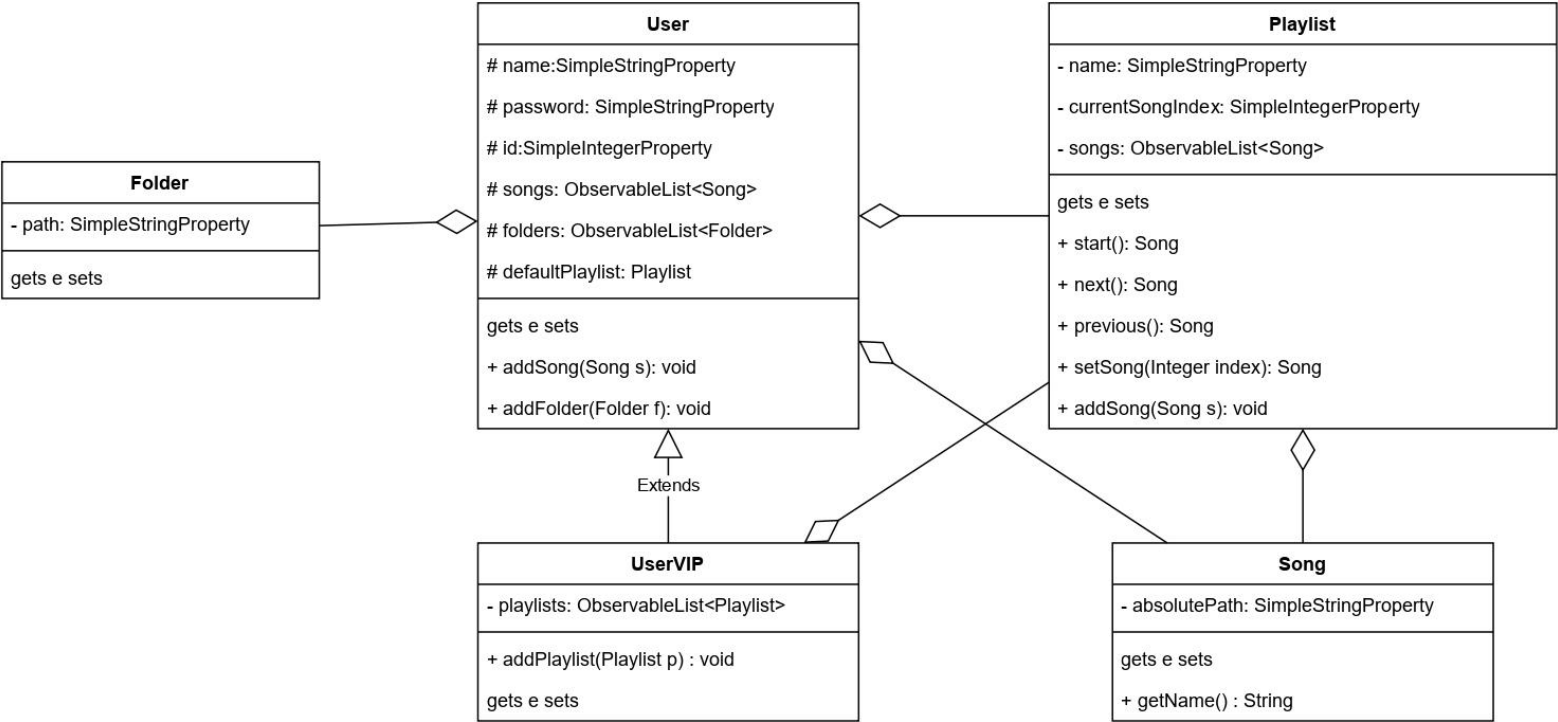 User
# name:SimpleStringProperty
# password: SimpleStringProperty
# id:SimpleIntegerProperty
# songs: ObservableList<Song>
# folders: ObservableList<Folder>
# defaultPlaylist: Playlist
gets e sets
+ addSong(Song s): void
+ addFolder(Folder f): void
Playlist
- name: SimpleStringProperty
- currentSongIndex: SimpleIntegerProperty
- songs: ObservableList<Song>
gets e sets
+ start(): Song
+ next(): Song
+ previous(): Song
+ setSong(Integer index): Song
+ addSong(Song s): void
Folder
- path: SimpleStringProperty
gets e sets
Extends
UserVIP
- playlists: ObservableList<Playlist>
+ addPlaylist(Playlist p) : void
gets e sets
Song
- absolutePath: SimpleStringProperty
gets e sets
+ getName() : String